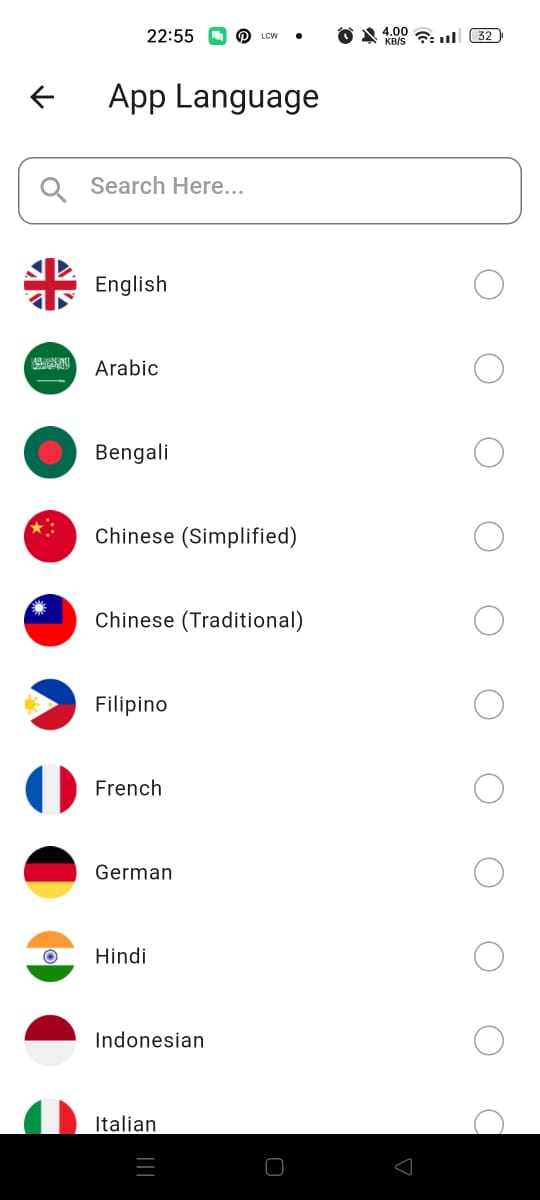 22:55 LCW 4.00 KB/S 32
App Language
Search Here...
English
Arabic
Bengali
Chinese (Simplified)
Chinese (Traditional)
Filipino
French
German
Hindi
Indonesian
Italian